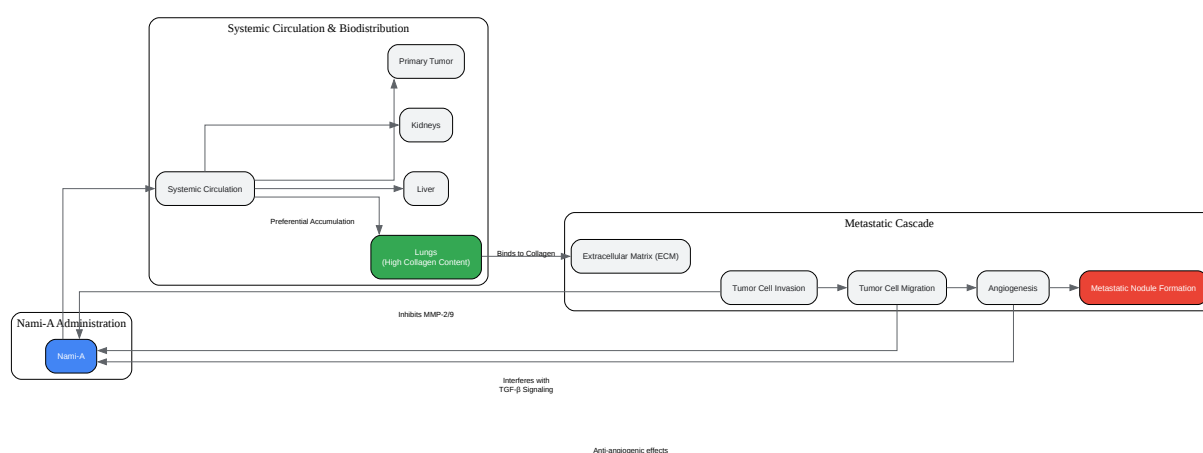 Systemic Circulation & Biodistribution
Primary Tumor
Kidneys
Systemic Circulation
Liver
Preferential Accumulation
Lungs
(High Collagen Content)
Binds to Collagen
Metastatic Cascade
Extracellular Matrix (ECM)
Tumor Cell Invasion
Tumor Cell Migration
Angiogenesis
Metastatic Nodule Formation
Inhibits MMP-2/9
Nami-A Administration
Nami-A
Interferes with
TGF-β Signaling
Anti-angiogenic effects